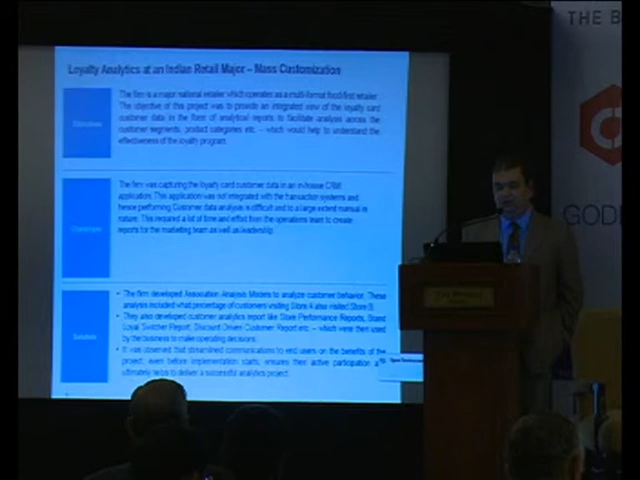 THE B
Loyalty Analytics at an Indian Retail Major – Mass Customization
Objectives
The firm is a major national retailer which operates as a multi-format food-first retailer.
The objective of this project was to provide an integrated view of the loyalty card
customer data in the form of analytical reports to facilitate analysis across the
customer segments, product categories etc. – which would help to understand the
effectiveness of the loyalty program.
Challenges
The firm was capturing the loyalty card customer data in an in-house CRM
application. This application was not integrated with the transaction systems and
hence performing Customer data analysis is difficult and to a large extent manual in
nature. This required a lot of time and effort from the operations team to create
reports for the marketing team as well as leadership.
Solution
• The firm developed Association Analysis Models to analyze customer behavior. These
analysis included what percentage of customers visiting Store A also visited Store B.
• They also developed customer analytics report like Store Performance Reports, Brand
Loyal Switcher Report, Discount Driven Customer Report etc. – which were then used
by the business to make operating decisions.
• It was observed that streamlined communications to end users on the benefits of the
project, even before implementation starts, ensures their active participation
ultimately helps to deliver a successful analytics project.
GODR